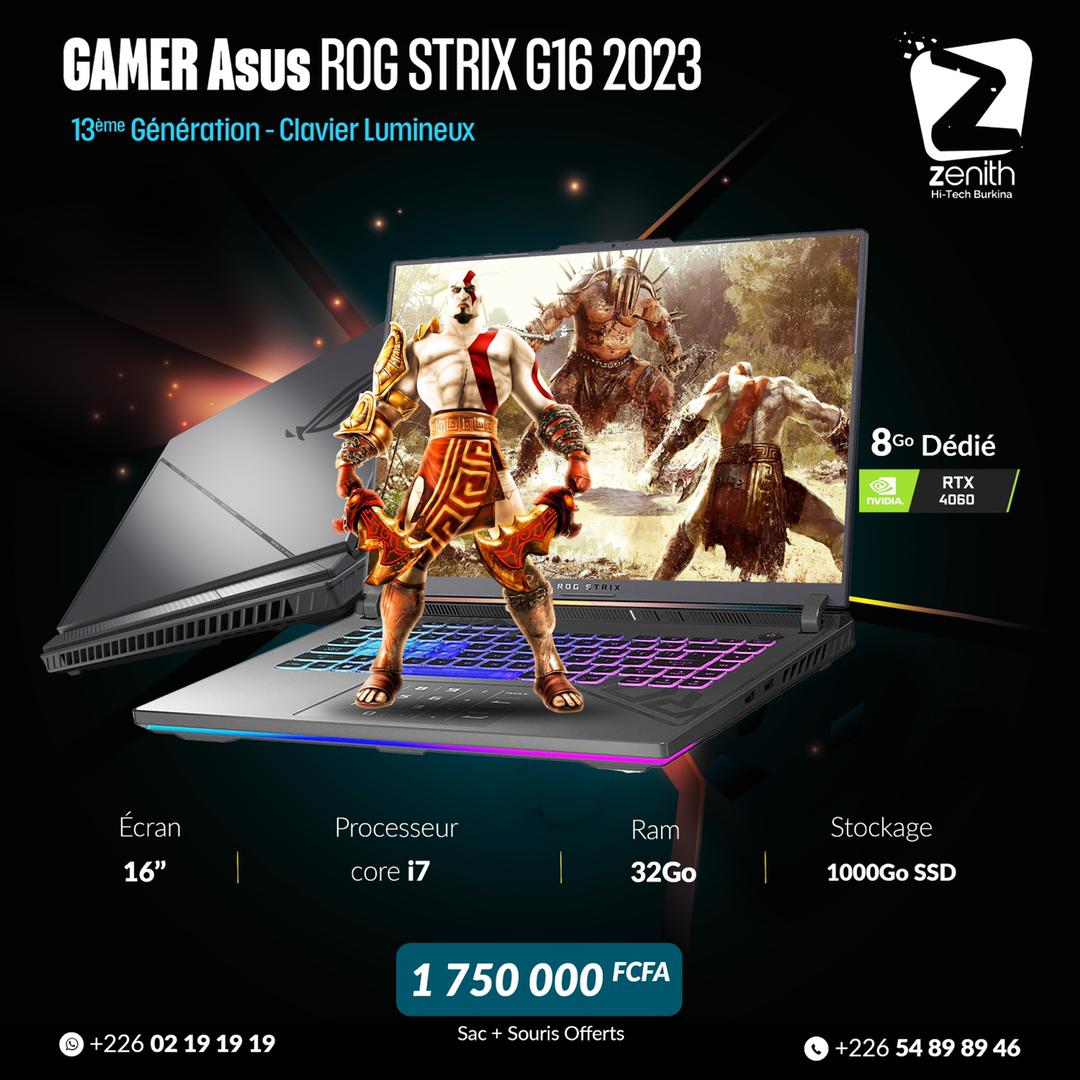 GAMER Asus ROG STRIX G16 2023
13ème Génération - Clavier Lumineux
Zenith
Hi-Tech Burkina
8Go Dédié
NVIDIA.
RTX
4060
ROG STRIX
Écran
16”
Processeur
core i7
Ram
32Go
Stockage
1000Go SSD
1 750 000 FCFA
Sac + Souris Offerts
+226 02 19 19 19
+226 54 89 89 46